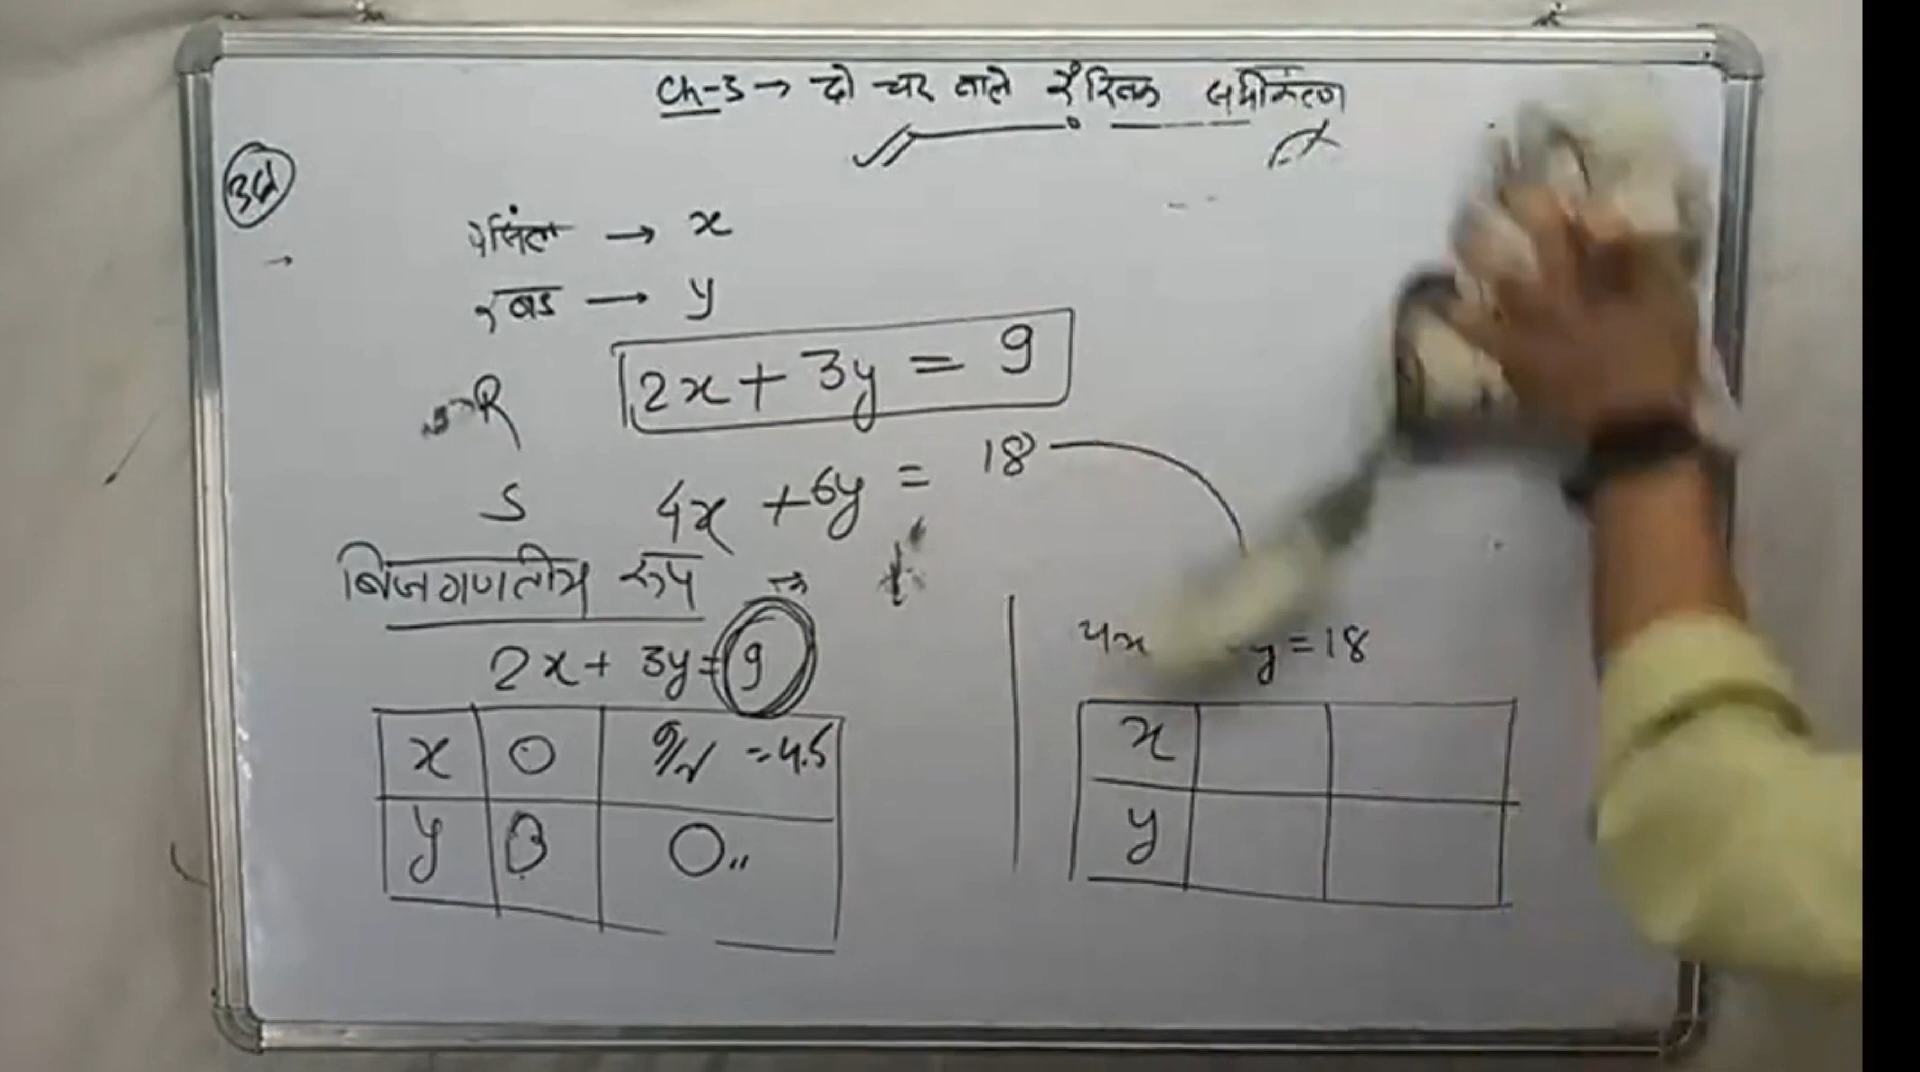 Ch-3 → दो चर वाले रैखिक समीकरण
पेंसिल → x
रबड → y
2x + 3y = 9
R
S
4x + 6y = 18
बिजगणतीय रूप →
2x + 3y = 9
4x y = 18
x 0 9/2 = 4.5
y 3 0
x
y